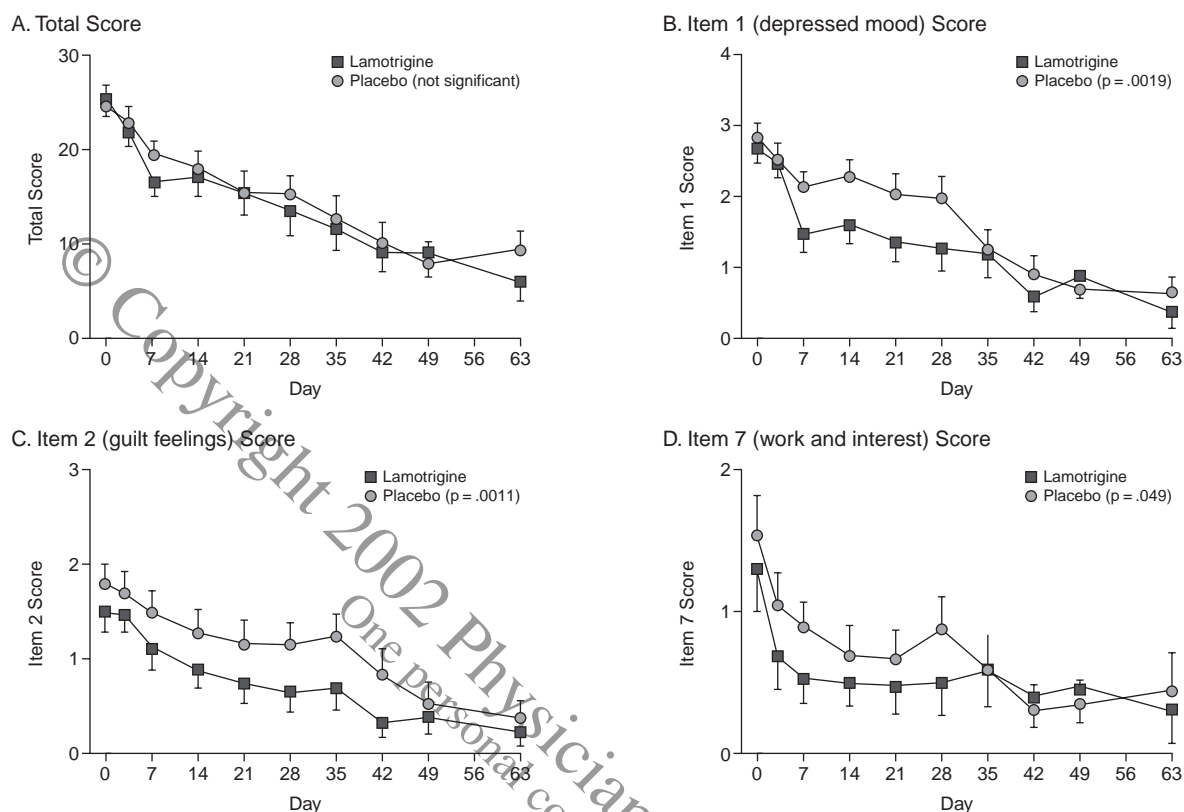 A. Total Score
30
20
10
0
Total Score
Lamotrigine
Placebo (not significant)
0 7 14 21 28 35 42 49 56 63
Day
B. Item 1 (depressed mood) Score
4
3
2
1
0
Item 1 Score
Lamotrigine
Placebo (p = .0019)
0 7 14 21 28 35 42 49 56 63
Day
C. Item 2 (guilt feelings) Score
3
2
1
0
Item 2 Score
Lamotrigine
Placebo (p = .0011)
0 7 14 21 28 35 42 49 56 63
Day
D. Item 7 (work and interest) Score
2
1
0
Item 7 Score
Lamotrigine
Placebo (p = .049)
0 7 14 21 28 35 42 49 56 63
Day
© Copyright 2002 Physician
One personal co